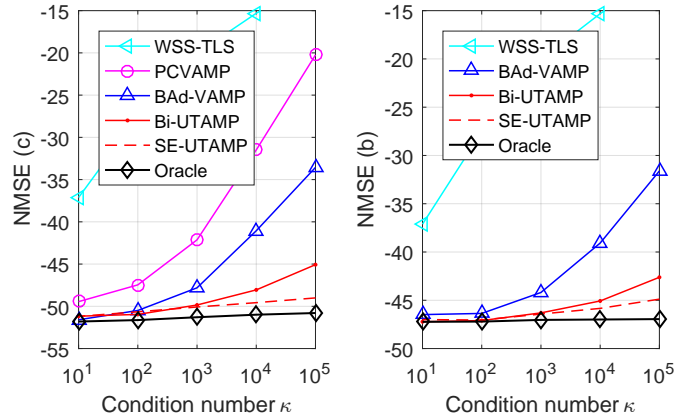 -15
-20
-25
-30
-35
-40
-45
-50
-55
NMSE (c)
WSS-TLS
PCVAMP
BAd-VAMP
Bi-UTAMP
SE-UTAMP
Oracle
10^1 10^2 10^3 10^4 10^5
Condition number κ
-15
-20
-25
-30
-35
-40
-45
-50
NMSE (b)
WSS-TLS
BAd-VAMP
Bi-UTAMP
SE-UTAMP
Oracle
10^1 10^2 10^3 10^4 10^5
Condition number κ